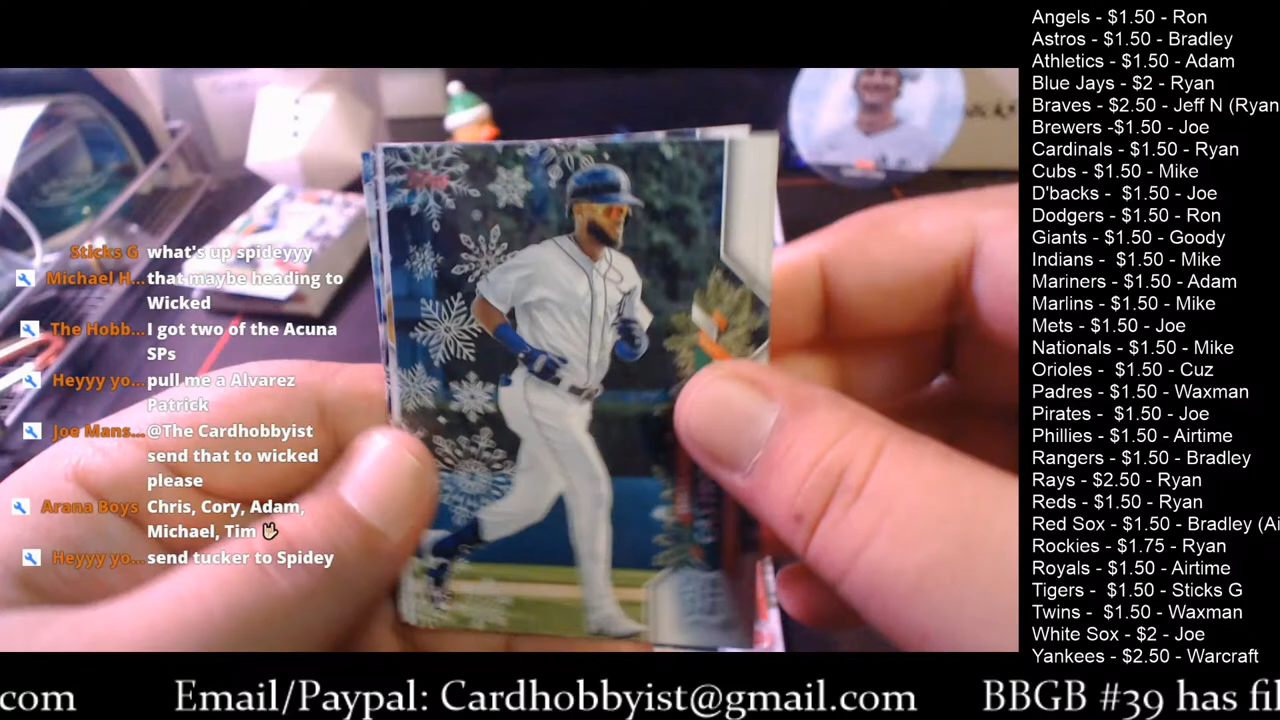 Angels - $1.50 - Ron
Astros - $1.50 - Bradley
Athletics - $1.50 - Adam
Blue Jays - $2 - Ryan
Braves - $2.50 - Jeff N (Ryan
Brewers -$1.50 - Joe
Cardinals - $1.50 - Ryan
Cubs - $1.50 - Mike
D'backs - $1.50 - Joe
Dodgers - $1.50 - Ron
Giants - $1.50 - Goody
Indians - $1.50 - Mike
Mariners - $1.50 - Adam
Marlins - $1.50 - Mike
Mets - $1.50 - Joe
Nationals - $1.50 - Mike
Orioles - $1.50 - Cuz
Padres - $1.50 - Waxman
Pirates - $1.50 - Joe
Phillies - $1.50 - Airtime
Rangers - $1.50 - Bradley
Rays - $2.50 - Ryan
Reds - $1.50 - Ryan
Red Sox - $1.50 - Bradley (Ai
Rockies - $1.75 - Ryan
Royals - $1.50 - Airtime
Tigers - $1.50 - Sticks G
Twins - $1.50 - Waxman
White Sox - $2 - Joe
Yankees - $2.50 - Warcraft
Sticks G what's up spideyyy
Michael H... that maybe heading to
Wicked
The Hobb... I got two of the Acuna
SPs
Heyyy yo... pull me a Alvarez
Patrick
Joe Mans... @The Cardhobbyist
send that to wicked
please
Arana Boys Chris, Cory, Adam,
Michael, Tim 🤘
Heyyy yo... send tucker to Spidey
.com Email/Paypal: Cardhobbyist@gmail.com BBGB #39 has fil